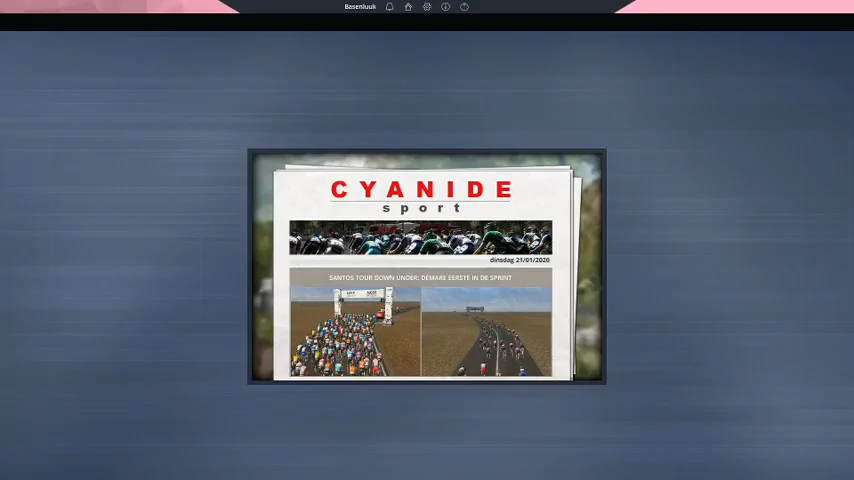 Basenluuk
CYANIDE
sport
dinsdag 21/01/2020
SANTOS TOUR DOWN UNDER: DÉMARE EERSTE IN DE SPRINT